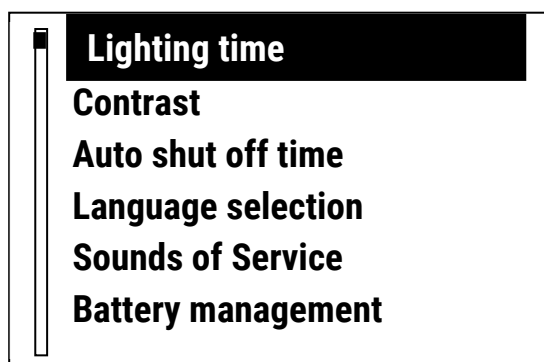 Lighting time
Contrast
Auto shut off time
Language selection
Sounds of Service
Battery management